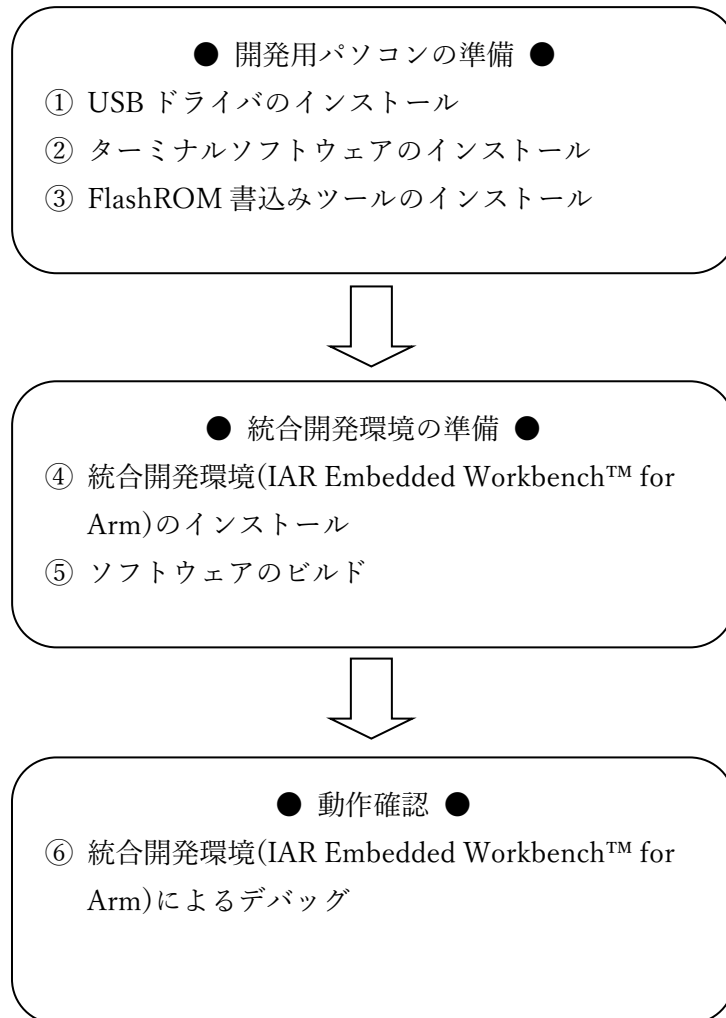 ● 開発用パソコンの準備 ●
① USB ドライバのインストール
② ターミナルソフトウェアのインストール
③ FlashROM 書込みツールのインストール
● 統合開発環境の準備 ●
④ 統合開発環境(IAR Embedded Workbench™ for
Arm)のインストール
⑤ ソフトウェアのビルド
● 動作確認 ●
⑥ 統合開発環境(IAR Embedded Workbench™ for
Arm)によるデバッグ